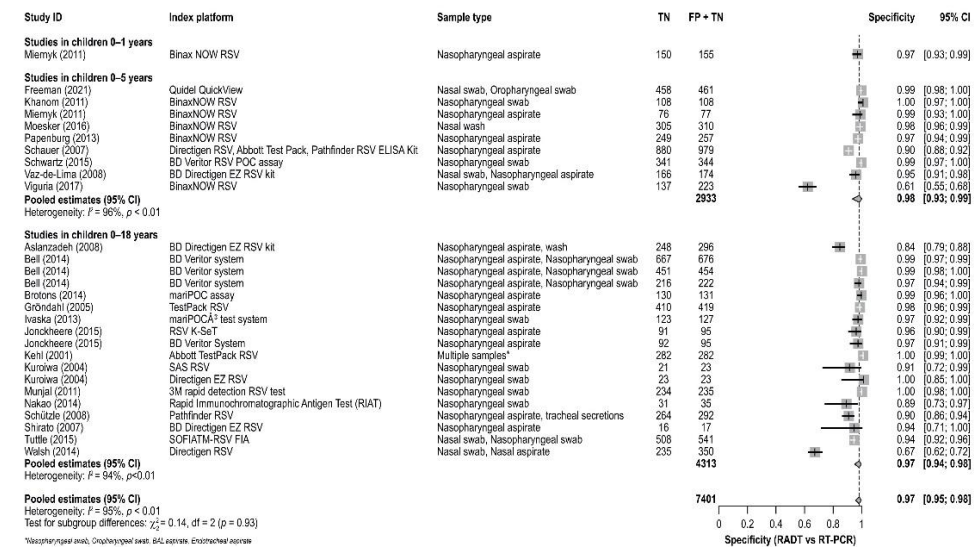 Study ID Index platform Sample type TN FP + TN Specificity 95% CI
Studies in children 0–1 years
Miernyk (2011) Binax NOW RSV Nasopharyngeal aspirate 150 155 0.97 [0.93; 0.99]
Studies in children 0–5 years
Freeman (2021) Quidel QuickView Nasal swab, Oropharyngeal swab 458 461 0.99 [0.98; 1.00]
Khanom (2011) BinaxNOW RSV Nasopharyngeal swab 108 108 1.00 [0.97; 1.00]
Miernyk (2011) BinaxNOW RSV Nasopharyngeal aspirate 76 77 0.99 [0.93; 1.00]
Moesker (2016) BinaxNOW RSV Nasal wash 305 310 0.98 [0.96; 0.99]
Papenburg (2013) BinaxNOW RSV Nasopharyngeal aspirate 249 257 0.97 [0.94; 0.99]
Schauer (2007) Directigen RSV, Abbott Test Pack, Pathfinder RSV ELISA Kit Nasopharyngeal aspirate 880 979 0.90 [0.88; 0.92]
Schwartz (2015) BD Veritor RSV POC assay Nasopharyngeal swab 341 344 0.99 [0.97; 1.00]
Vaz-de-Lima (2008) BD Directigen EZ RSV kit Nasal swab, Nasopharyngeal aspirate 166 174 0.95 [0.91; 0.98]
Viguria (2017) BinaxNOW RSV Nasopharyngeal swab 137 223 0.61 [0.55; 0.68]
Pooled estimates (95% CI) 2933 0.98 [0.93; 0.99]
Heterogeneity: I² = 96%, p < 0.01
Studies in children 0–18 years
Aslanzadeh (2008) BD Directigen EZ RSV kit Nasopharyngeal aspirate, wash 248 296 0.84 [0.79; 0.88]
Bell (2014) BD Veritor system Nasopharyngeal aspirate, Nasopharyngeal swab 667 676 0.99 [0.97; 0.99]
Bell (2014) BD Veritor system Nasopharyngeal swab 451 454 0.99 [0.98; 1.00]
Bell (2014) BD Veritor system Nasopharyngeal aspirate, Nasopharyngeal swab 216 222 0.97 [0.94; 0.99]
Brotons (2014) mariPOC assay Nasopharyngeal aspirate 130 131 0.99 [0.96; 1.00]
Gröndahl (2005) TestPack RSV Nasopharyngeal aspirate 410 419 0.98 [0.96; 0.99]
Ivaska (2013) mariPOCÂ³ test system Nasopharyngeal swab 123 127 0.97 [0.92; 0.99]
Jonckheere (2015) RSV K-SeT Nasopharyngeal aspirate 91 95 0.96 [0.90; 0.99]
Jonckheere (2015) BD Veritor System Nasopharyngeal aspirate 92 95 0.97 [0.91; 0.99]
Kehl (2001) Abbott TestPack RSV Multiple samples* 282 282 1.00 [0.99; 1.00]
Kuroiwa (2004) SAS RSV Nasopharyngeal swab 21 23 0.91 [0.72; 0.99]
Kuroiwa (2004) Directigen EZ RSV Nasopharyngeal swab 23 23 1.00 [0.85; 1.00]
Munjal (2011) 3M rapid detection RSV test Nasopharyngeal swab 234 235 1.00 [0.98; 1.00]
Nakao (2014) Rapid Immunochromatographic Antigen Test (RIAT) Nasopharyngeal swab 31 35 0.89 [0.73; 0.97]
Schützle (2008) Pathfinder RSV Nasopharyngeal aspirate, tracheal secretions 264 292 0.90 [0.86; 0.94]
Shirato (2007) BD Directigen EZ RSV Nasopharyngeal swab 16 17 0.94 [0.71; 1.00]
Tuttle (2015) SOFIATM-RSV FIA Nasal swab, Nasopharyngeal swab 508 541 0.94 [0.92; 0.96]
Walsh (2014) Directigen RSV Nasal swab, Nasal aspirate 235 350 0.67 [0.62; 0.72]
Pooled estimates (95% CI) 4313 0.97 [0.94; 0.98]
Heterogeneity: I² = 94%, p<0.01
Pooled estimates (95% CI) 7401 0.97 [0.95; 0.98]
Heterogeneity: I² = 95%, p < 0.01
Test for subgroup differences: χ²₂ = 0.14, df = 2 (p = 0.93)
0 0.2 0.4 0.6 0.8 1
Specificity (RADT vs RT-PCR)
*Nasopharyngeal swab, Oropharyngeal swab, BAL aspirate, Endotracheal aspirate